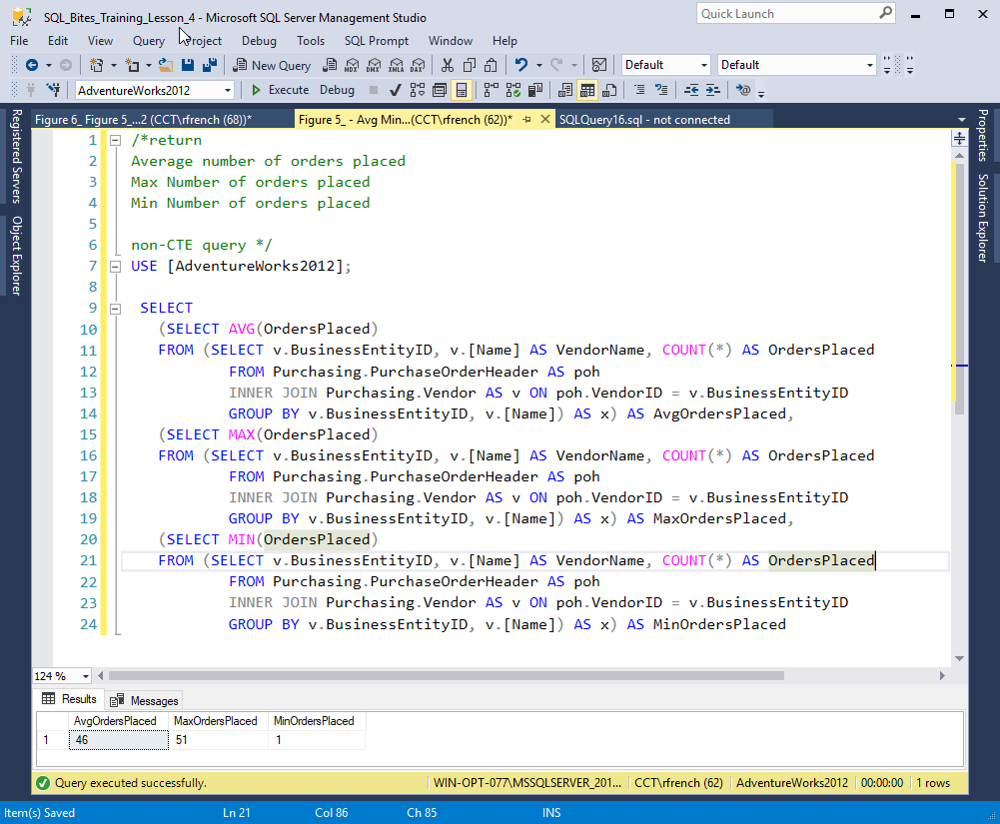 SQL_Bites_Training_Lesson_4 - Microsoft SQL Server Management Studio
Quick Launch
File Edit View Query Project Debug Tools SQL Prompt Window Help
New Query MDX DMX XMLA DAX Default Default
AdventureWorks2012 Execute Debug
Figure 6_ Figure 5_...2 (CCT\rfrench (68))* Figure 5_ - Avg Min...(CCT\rfrench (62))* SQLQuery16.sql - not connected
Registered Servers
Object Explorer
Properties
Solution Explorer
1 /*return
2 Average number of orders placed
3 Max Number of orders placed
4 Min Number of orders placed
5
6 non-CTE query */
7 USE [AdventureWorks2012];
8
9 SELECT
10 (SELECT AVG(OrdersPlaced)
11 FROM (SELECT v.BusinessEntityID, v.[Name] AS VendorName, COUNT(*) AS OrdersPlaced
12 FROM Purchasing.PurchaseOrderHeader AS poh
13 INNER JOIN Purchasing.Vendor AS v ON poh.VendorID = v.BusinessEntityID
14 GROUP BY v.BusinessEntityID, v.[Name]) AS x) AS AvgOrdersPlaced,
15 (SELECT MAX(OrdersPlaced)
16 FROM (SELECT v.BusinessEntityID, v.[Name] AS VendorName, COUNT(*) AS OrdersPlaced
17 FROM Purchasing.PurchaseOrderHeader AS poh
18 INNER JOIN Purchasing.Vendor AS v ON poh.VendorID = v.BusinessEntityID
19 GROUP BY v.BusinessEntityID, v.[Name]) AS x) AS MaxOrdersPlaced,
20 (SELECT MIN(OrdersPlaced)
21 FROM (SELECT v.BusinessEntityID, v.[Name] AS VendorName, COUNT(*) AS OrdersPlaced
22 FROM Purchasing.PurchaseOrderHeader AS poh
23 INNER JOIN Purchasing.Vendor AS v ON poh.VendorID = v.BusinessEntityID
24 GROUP BY v.BusinessEntityID, v.[Name]) AS x) AS MinOrdersPlaced
124 %
Results Messages
AvgOrdersPlaced MaxOrdersPlaced MinOrdersPlaced
1 46 51 1
Query executed successfully. WIN-OPT-077\MSSQLSERVER_201... CCT\rfrench (62) AdventureWorks2012 00:00:00 1 rows
Item(s) Saved Ln 21 Col 86 Ch 85 INS